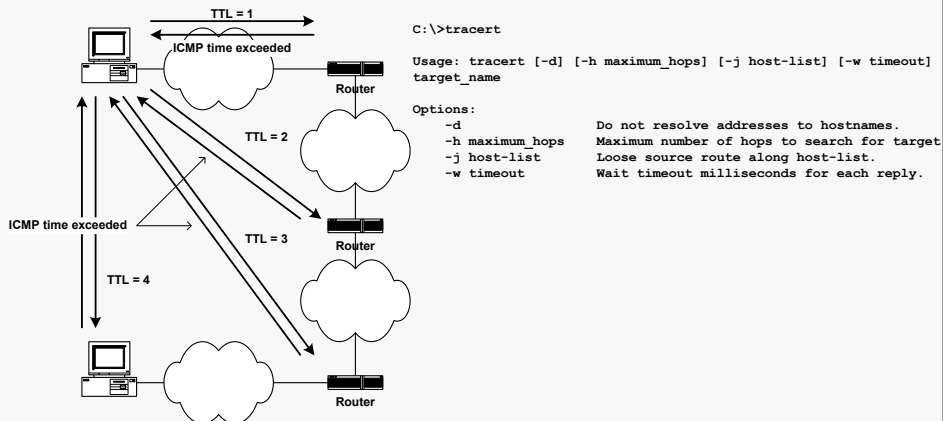 TTL = 1
ICMP time exceeded
Router
TTL = 2
ICMP time exceeded
TTL = 3
Router
TTL = 4
Router
C:\>tracert
Usage: tracert [-d] [-h maximum_hops] [-j host-list] [-w timeout]
target_name
Options:
-d Do not resolve addresses to hostnames.
-h maximum_hops Maximum number of hops to search for target
-j host-list Loose source route along host-list.
-w timeout Wait timeout milliseconds for each reply.